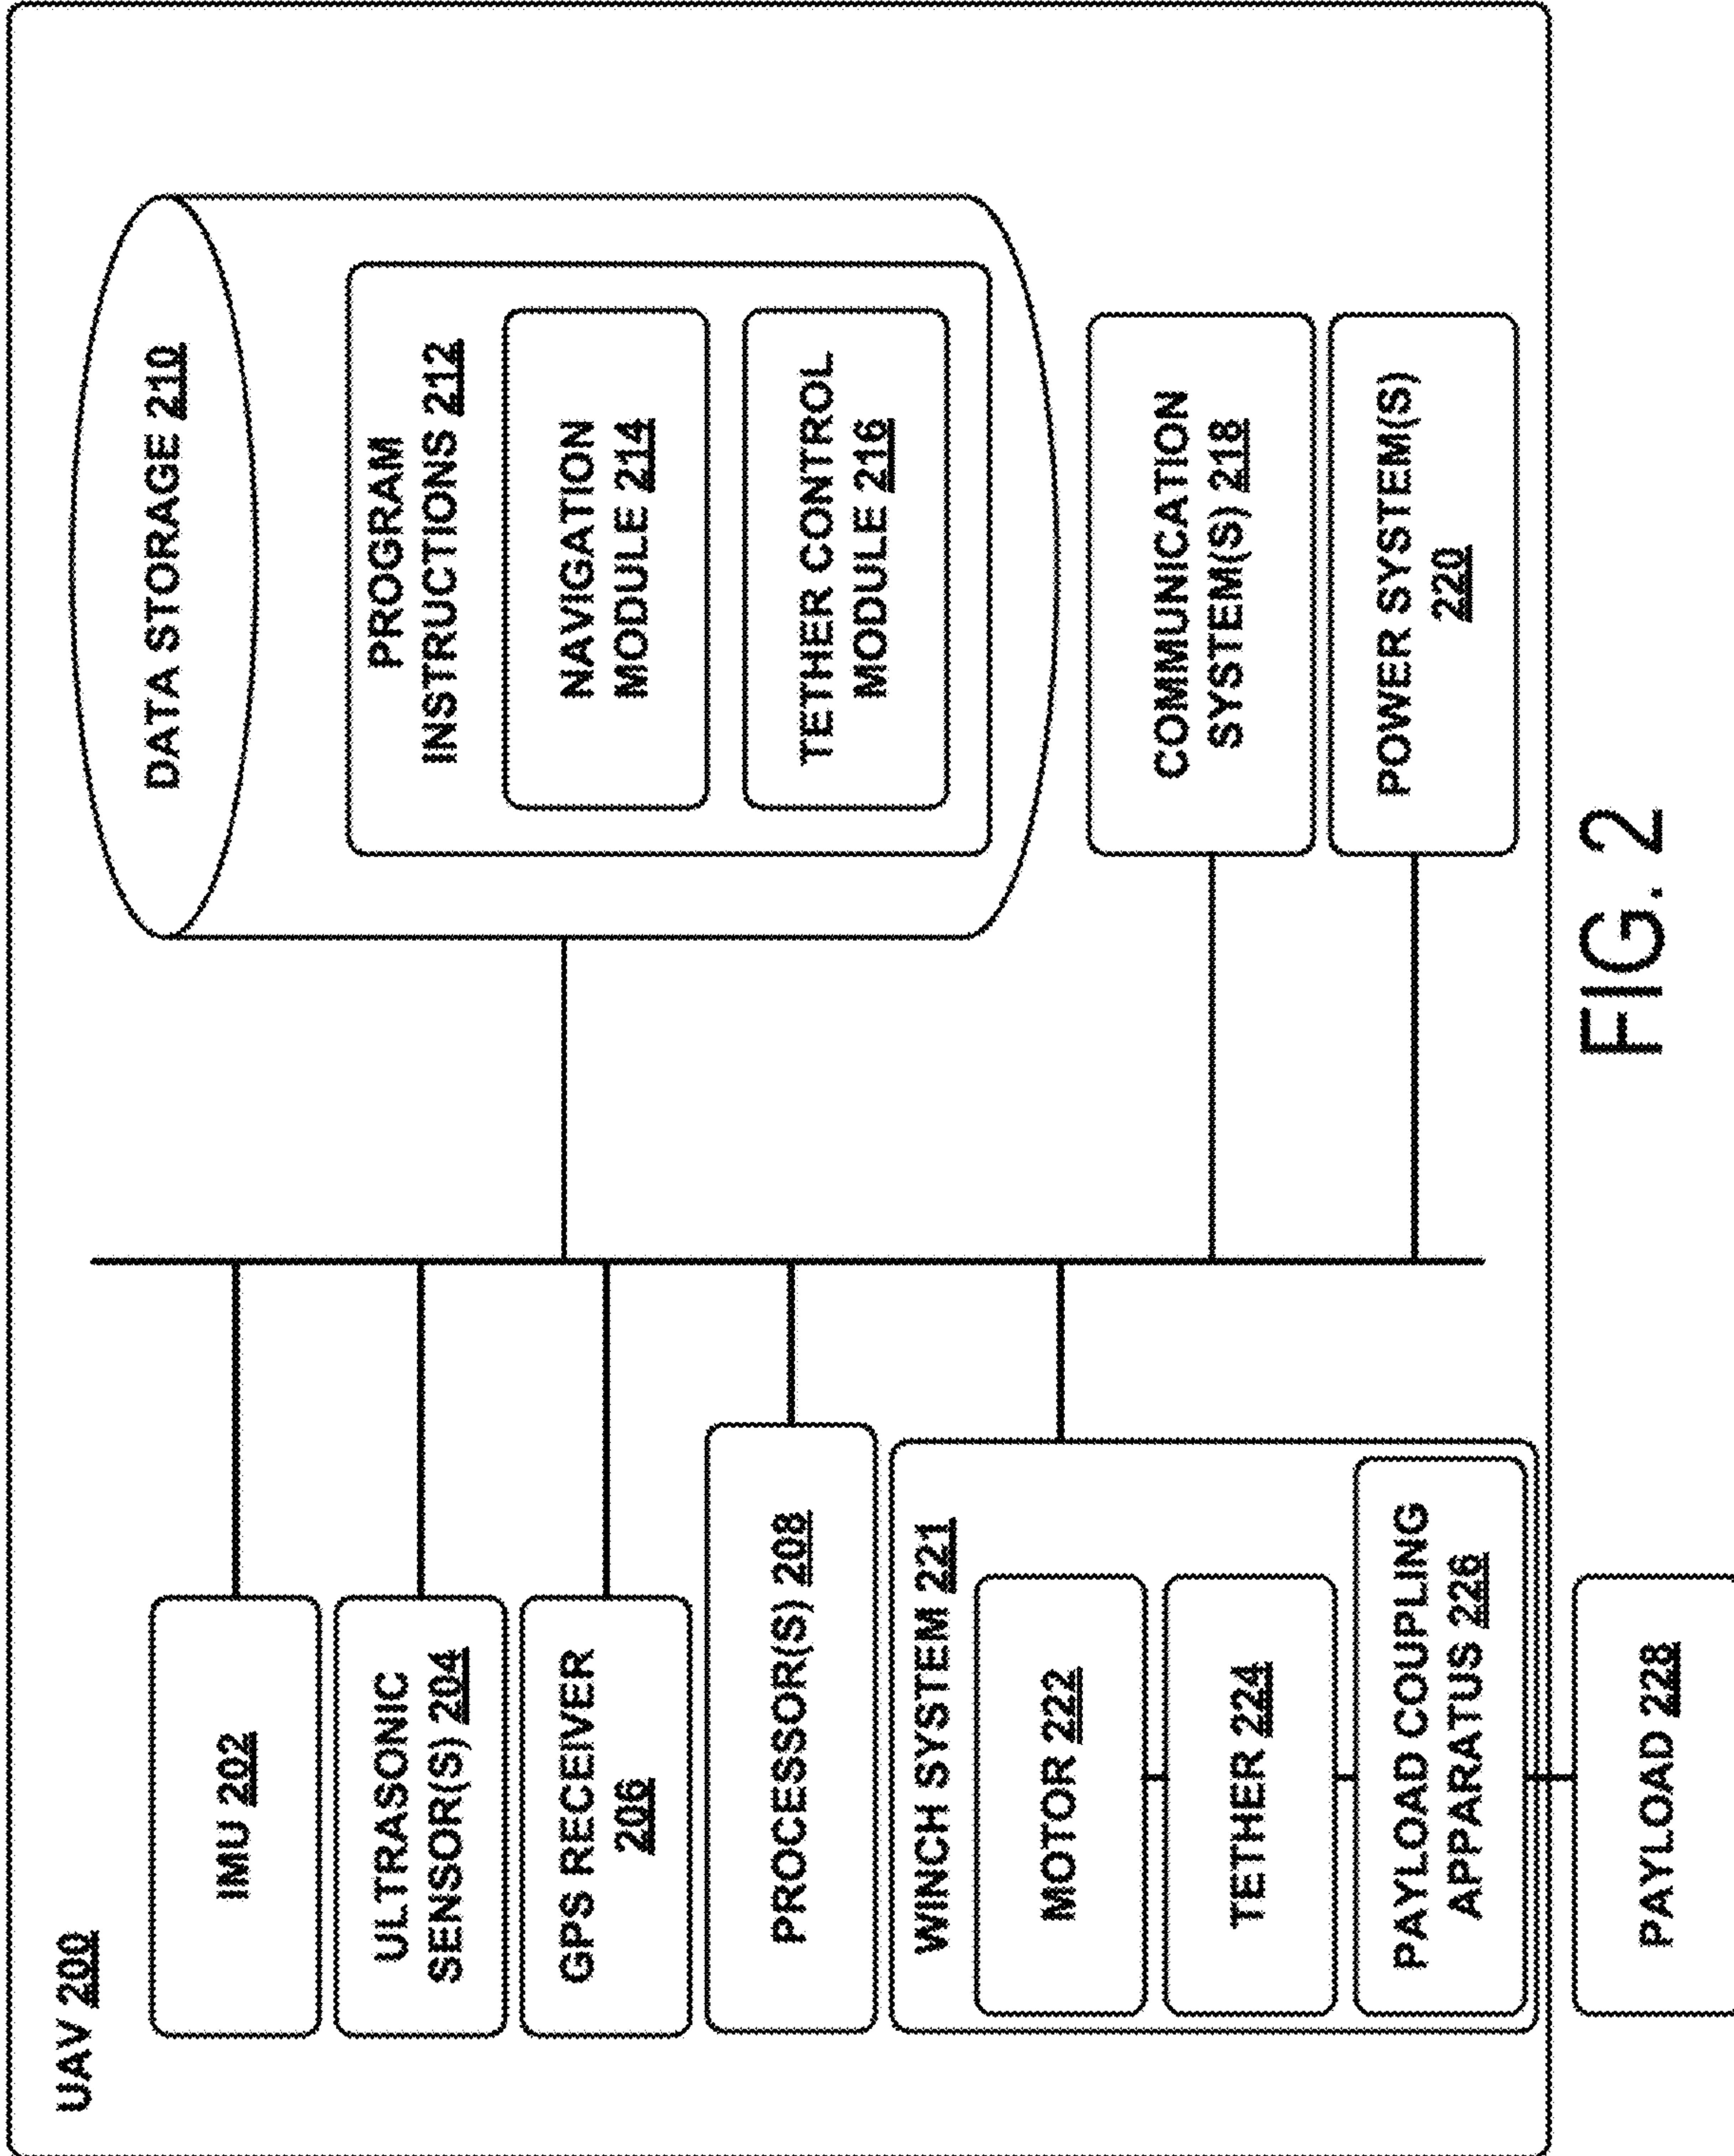 UAV 200
IMU 202
ULTRASONIC
SENSOR(S) 204
GPS RECEIVER
206
PROCESSOR(S) 208
WINCH SYSTEM 221
MOTOR 222
TETHER 224
PAYLOAD COUPLING
APPARATUS 226
PAYLOAD 228
DATA STORAGE 210
PROGRAM
INSTRUCTIONS 212
NAVIGATION
MODULE 214
TETHER CONTROL
MODULE 216
COMMUNICATION
SYSTEM(S) 218
POWER SYSTEM(S)
220
FIG. 2